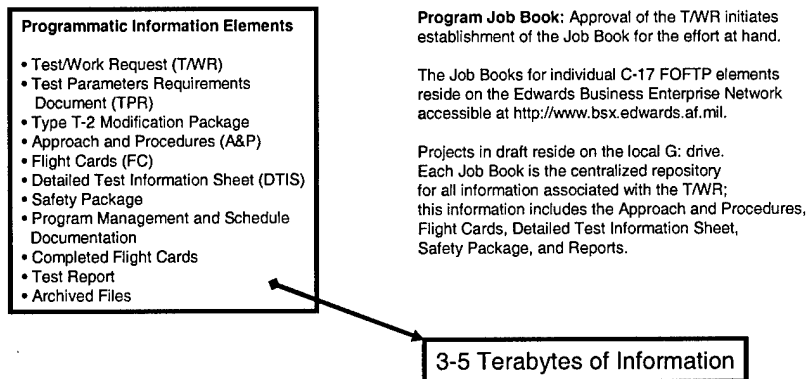 Programmatic Information Elements
• Test/Work Request (T/WR)
• Test Parameters Requirements
Document (TPR)
• Type T-2 Modification Package
• Approach and Procedures (A&P)
• Flight Cards (FC)
• Detailed Test Information Sheet (DTIS)
• Safety Package
• Program Management and Schedule
Documentation
• Completed Flight Cards
• Test Report
• Archived Files
Program Job Book: Approval of the T/WR initiates
establishment of the Job Book for the effort at hand.
The Job Books for individual C-17 FOFTP elements
reside on the Edwards Business Enterprise Network
accessible at http://www.bsx.edwards.af.mil.
Projects in draft reside on the local G: drive.
Each Job Book is the centralized repository
for all information associated with the T/WR;
this information includes the Approach and Procedures,
Flight Cards, Detailed Test Information Sheet,
Safety Package, and Reports.
3-5 Terabytes of Information